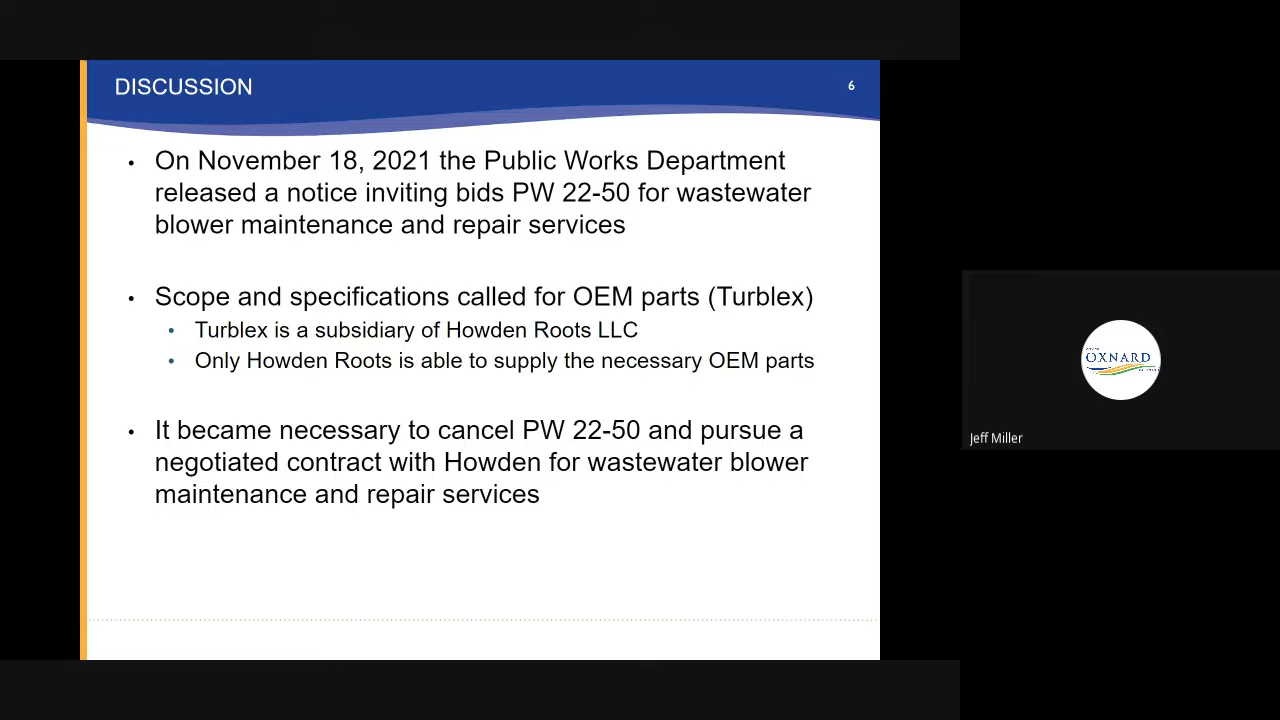 DISCUSSION
6
• On November 18, 2021 the Public Works Department
released a notice inviting bids PW 22-50 for wastewater
blower maintenance and repair services
• Scope and specifications called for OEM parts (Turblex)
• Turblex is a subsidiary of Howden Roots LLC
• Only Howden Roots is able to supply the necessary OEM parts
• It became necessary to cancel PW 22-50 and pursue a
negotiated contract with Howden for wastewater blower
maintenance and repair services
OXNARD
Jeff Miller